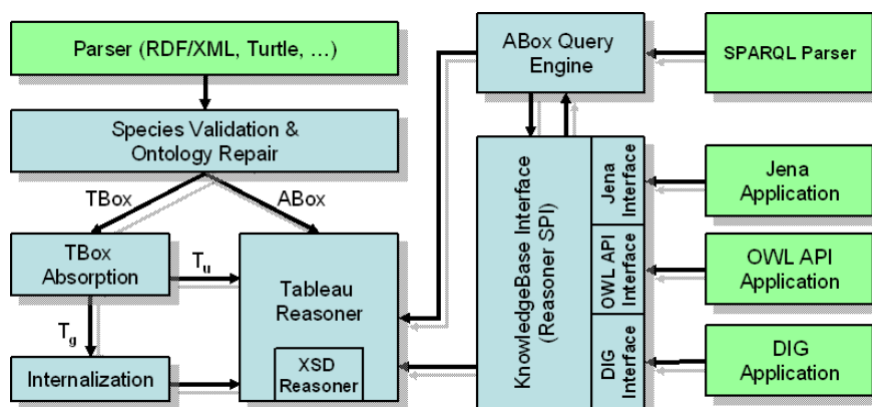 Parser (RDF/XML, Turtle, ...)
ABox Query
Engine
SPARQL Parser
Species Validation &
Ontology Repair
TBox
ABox
TBox
Absorption
T_u
T_g
Internalization
Tableau
Reasoner
XSD
Reasoner
KnowledgeBase Interface
(Reasoner SPI)
Jena
Interface
OWL API
Interface
DIG
Interface
Jena
Application
OWL API
Application
DIG
Application